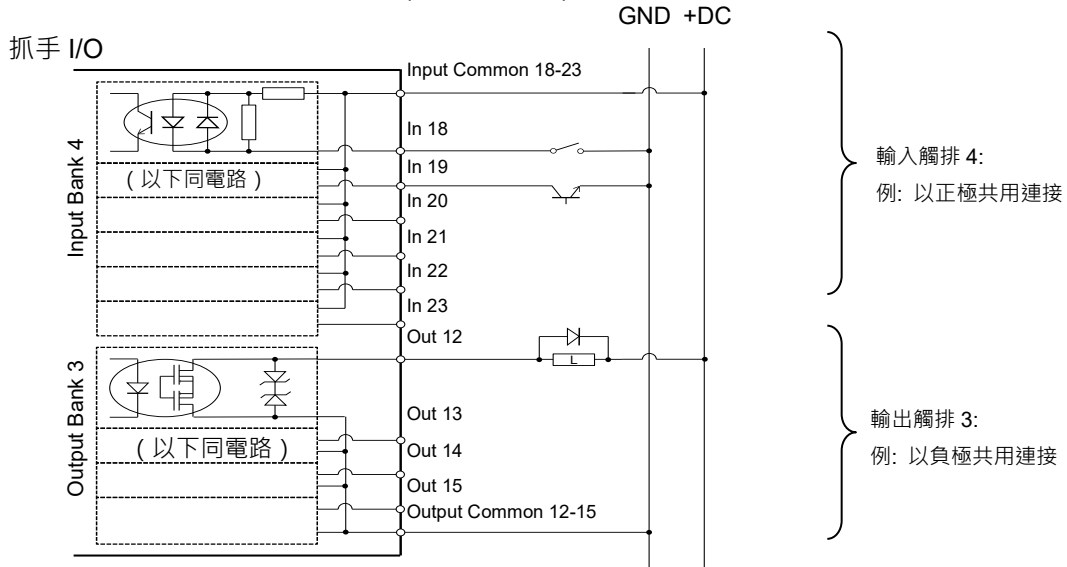 GND +DC
抓手 I/O
Input Common 18-23
In 18
In 19
In 20
In 21
In 22
In 23
Input Bank 4
( 以下同電路 )
輸入觸排 4:
例: 以正極共用連接
Out 12
L
Out 13
Out 14
Out 15
Output Common 12-15
Output Bank 3
( 以下同電路 )
輸出觸排 3:
例: 以負極共用連接